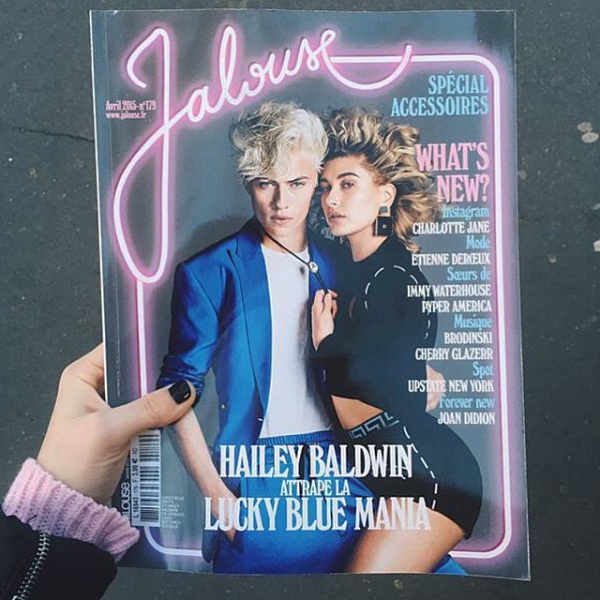 Jalouse
Avril 2015-n°179
www.jalouse.fr
SPÉCIAL
ACCESSOIRES
WHAT'S
NEW?
Instagram
CHARLOTTE JANE
Mode
ETIENNE DEROEUX
Sœurs de
IMMY WATERHOUSE
PYPER AMERICA
Musique
BRODINSKI
CHERRY GLAZERR
Spot
UPSTATE NEW YORK
Forever new
JOAN DIDION
HAILEY BALDWIN
ATTRAPE LA
LUCKY BLUE MANIA